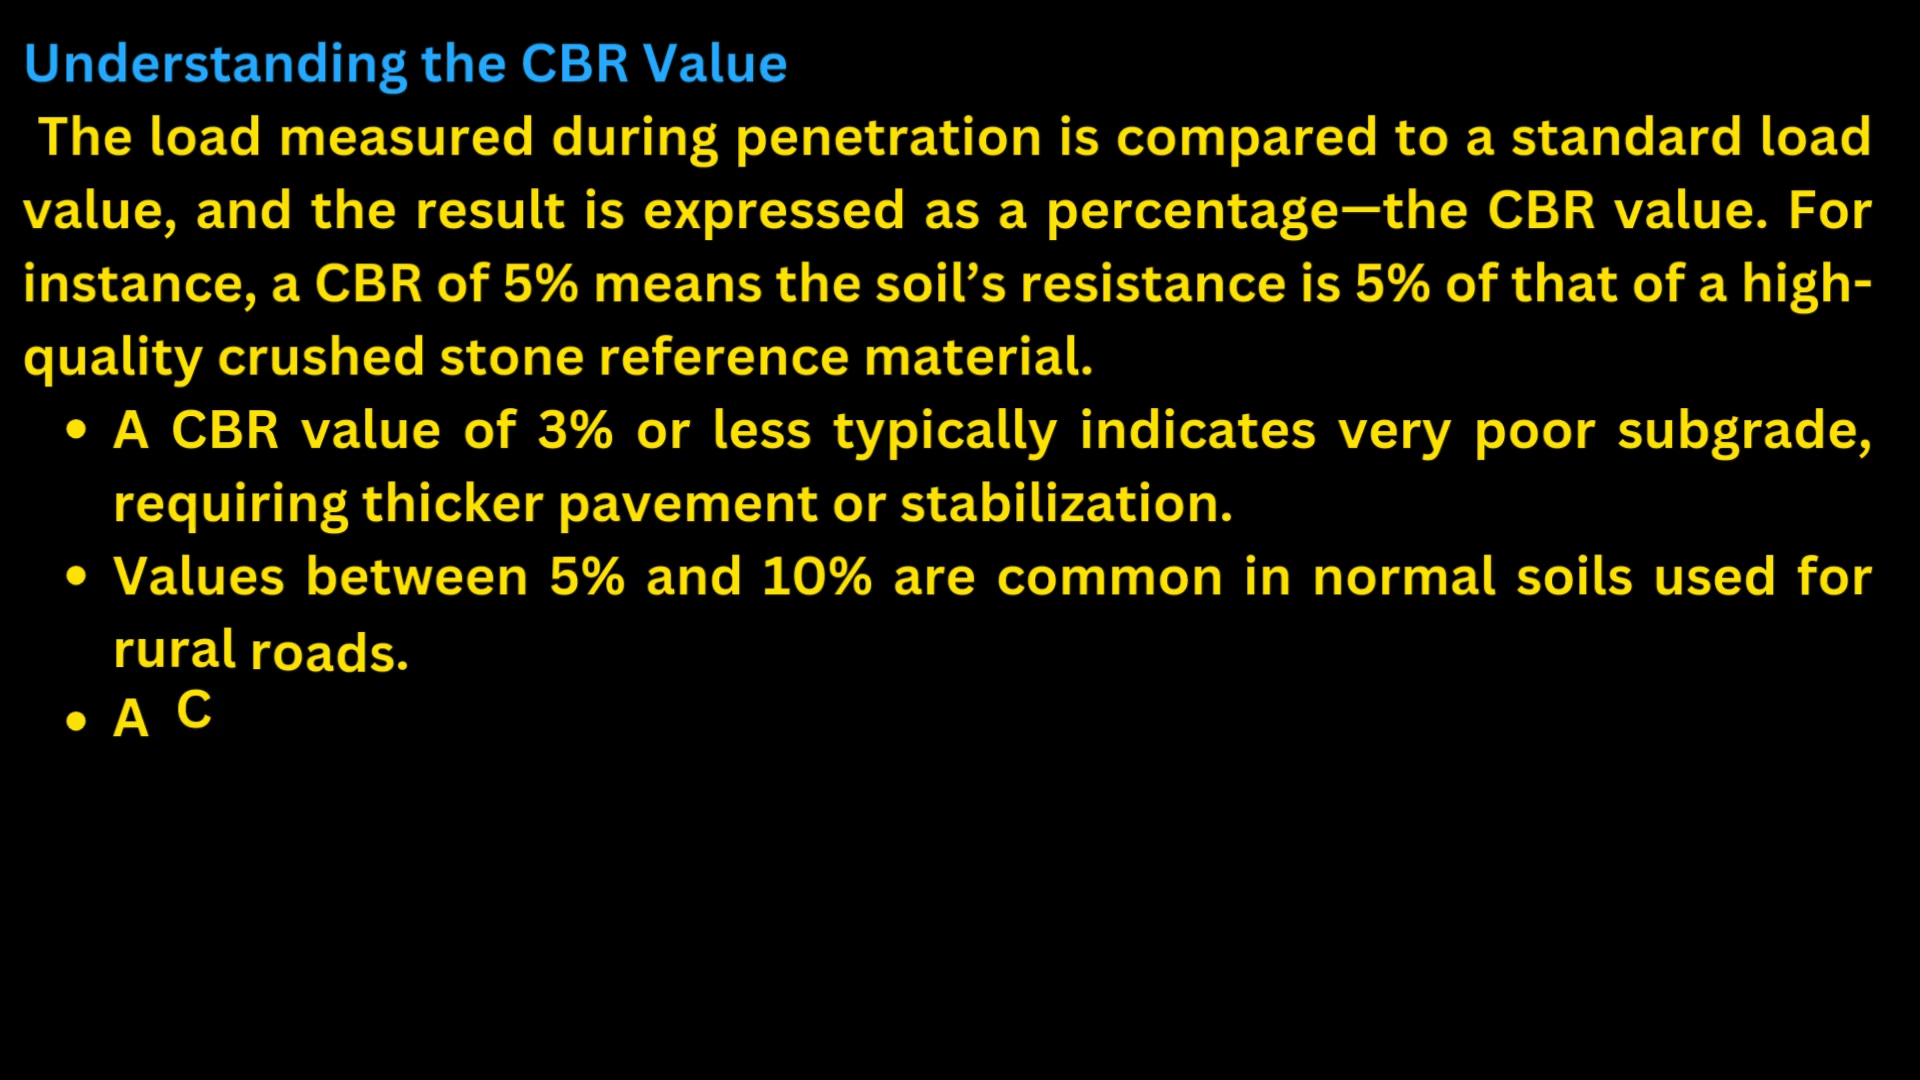 Understanding the CBR Value
The load measured during penetration is compared to a standard load
value, and the result is expressed as a percentage—the CBR value. For
instance, a CBR of 5% means the soil’s resistance is 5% of that of a high-
quality crushed stone reference material.
• A CBR value of 3% or less typically indicates very poor subgrade,
requiring thicker pavement or stabilization.
• Values between 5% and 10% are common in normal soils used for
rural roads.
• A C